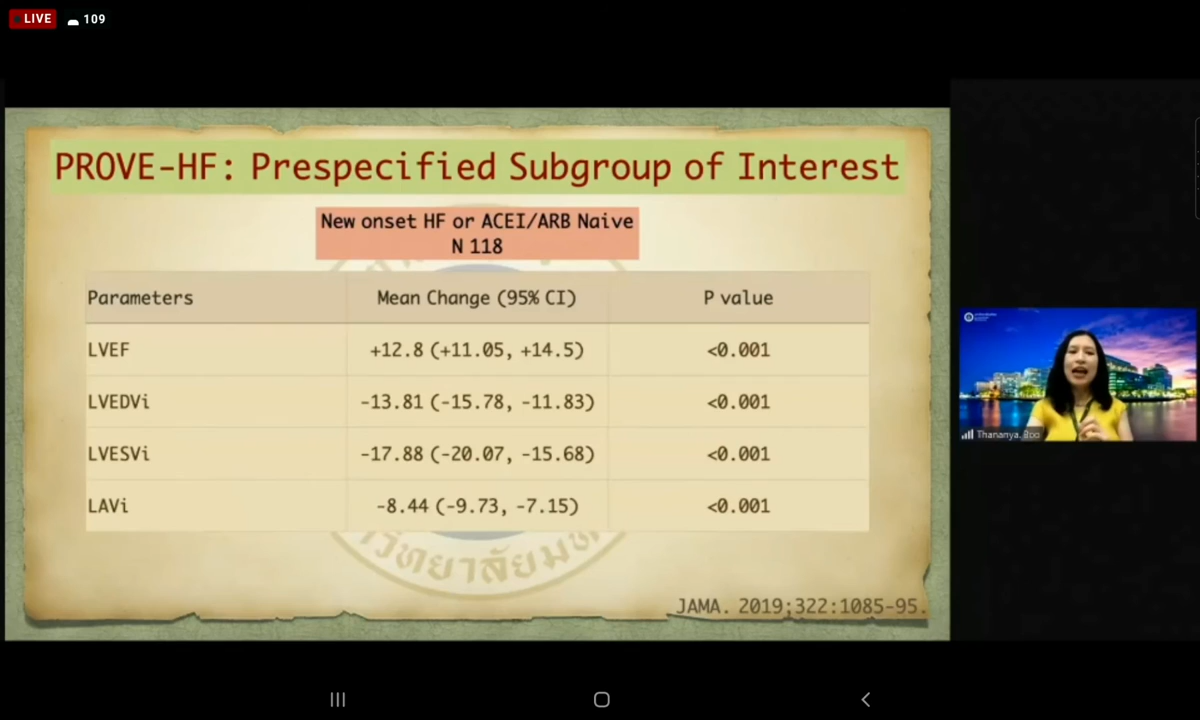 LIVE 109
PROVE-HF: Prespecified Subgroup of Interest
New onset HF or ACEI/ARB Naive
N 118
Parameters Mean Change (95% CI) P value
LVEF +12.8 (+11.05, +14.5) <0.001
LVEDVi -13.81 (-15.78, -11.83) <0.001
LVESVi -17.88 (-20.07, -15.68) <0.001
LAVi -8.44 (-9.73, -7.15) <0.001
JAMA. 2019;322:1085-95.
Thananya.